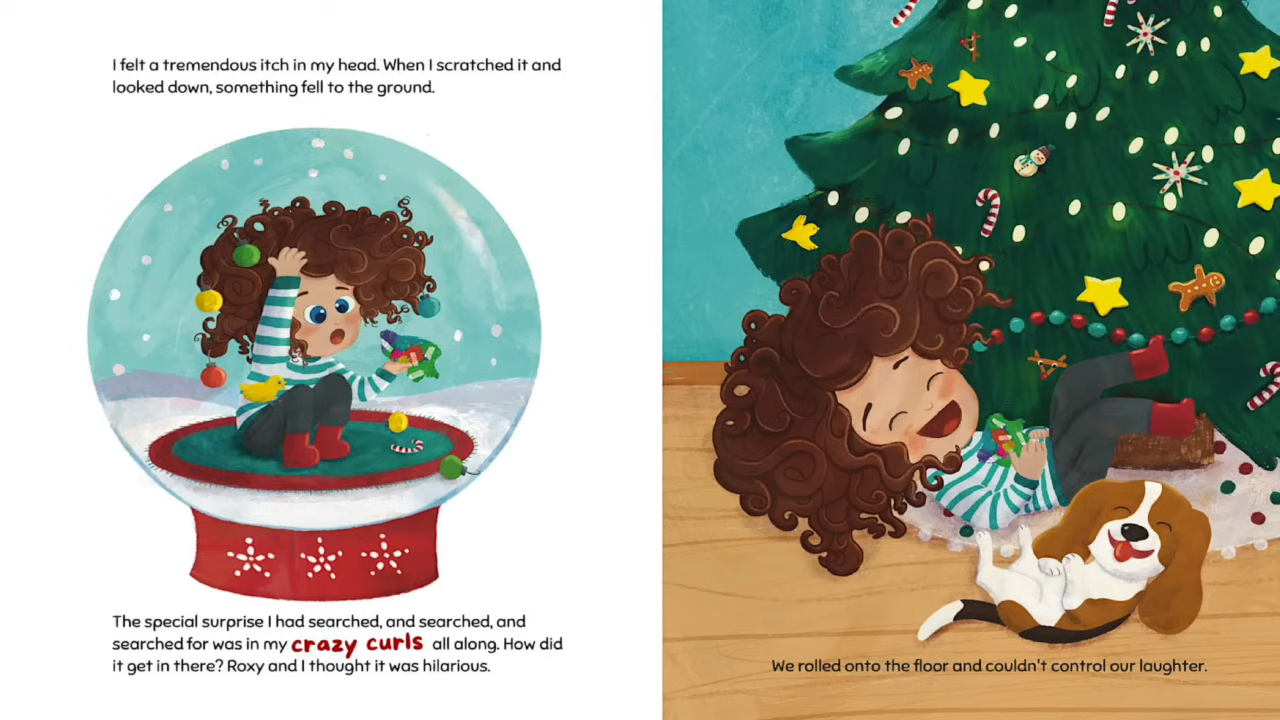 I felt a tremendous itch in my head. When I scratched it and
looked down, something fell to the ground.
The special surprise I had searched, and searched, and
searched for was in my crazy curls all along. How did
it get in there? Roxy and I thought it was hilarious.
We rolled onto the floor and couldn't control our laughter.